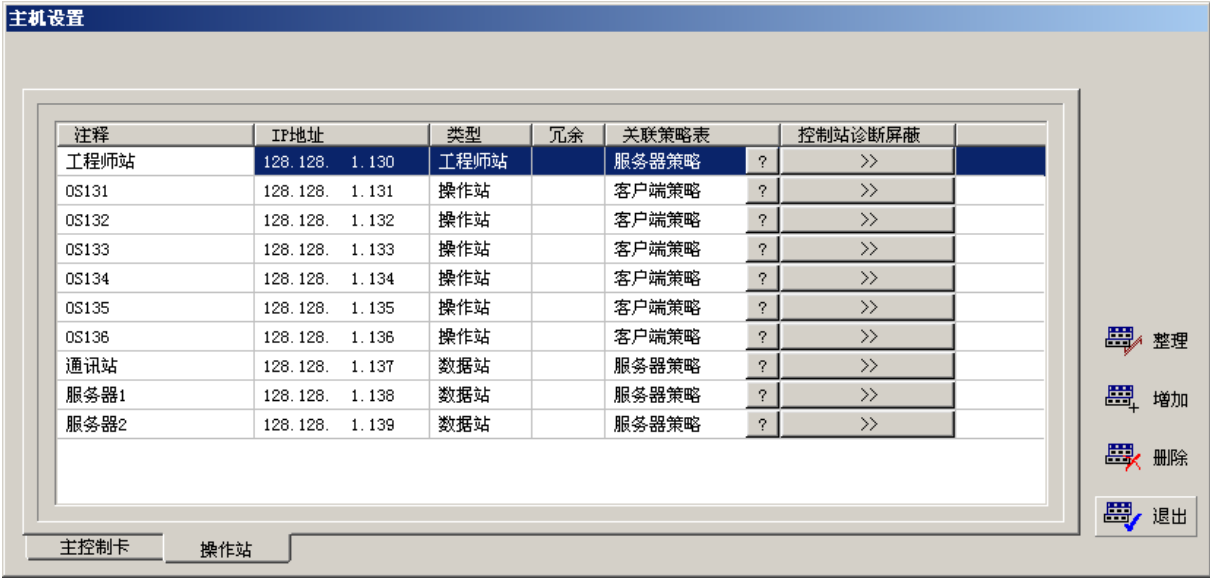 主机设置
注释 IP地址 类型 冗余 关联策略表 控制站诊断屏蔽
工程师站 128.128. 1.130 工程师站 服务器策略 ? >>
OS131 128.128. 1.131 操作站 客户端策略 ? >>
OS132 128.128. 1.132 操作站 客户端策略 ? >>
OS133 128.128. 1.133 操作站 客户端策略 ? >>
OS134 128.128. 1.134 操作站 客户端策略 ? >>
OS135 128.128. 1.135 操作站 客户端策略 ? >>
OS136 128.128. 1.136 操作站 客户端策略 ? >>
通讯站 128.128. 1.137 数据站 服务器策略 ? >>
服务器1 128.128. 1.138 数据站 服务器策略 ? >>
服务器2 128.128. 1.139 数据站 服务器策略 ? >>
整理
增加
删除
退出
主控制卡 操作站